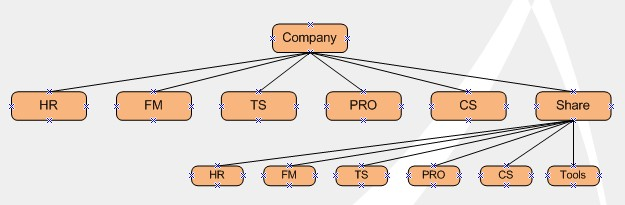 Company
HR FM TS PRO CS Share
HR FM TS PRO CS Tools